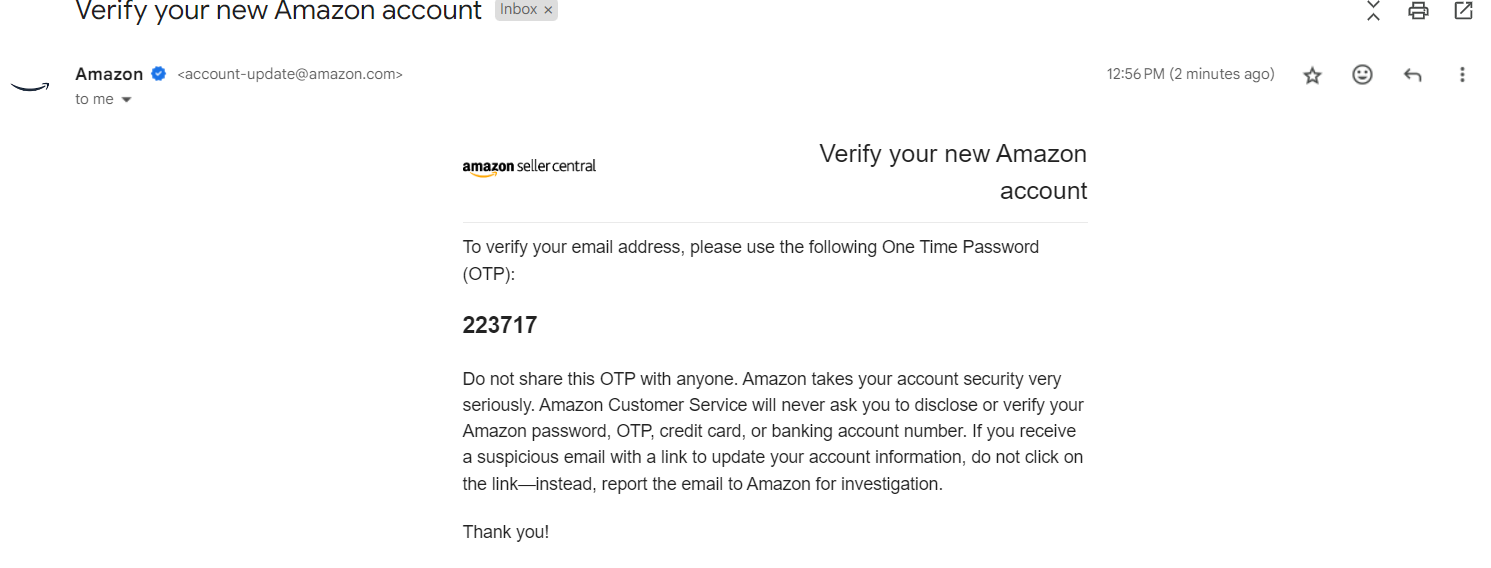 Verify your new Amazon account Inbox ×
Amazon <account-update@amazon.com> 12:56 PM (2 minutes ago)
to me
amazon seller central
Verify your new Amazon
account
To verify your email address, please use the following One Time Password
(OTP):
223717
Do not share this OTP with anyone. Amazon takes your account security very
seriously. Amazon Customer Service will never ask you to disclose or verify your
Amazon password, OTP, credit card, or banking account number. If you receive
a suspicious email with a link to update your account information, do not click on
the link—instead, report the email to Amazon for investigation.
Thank you!